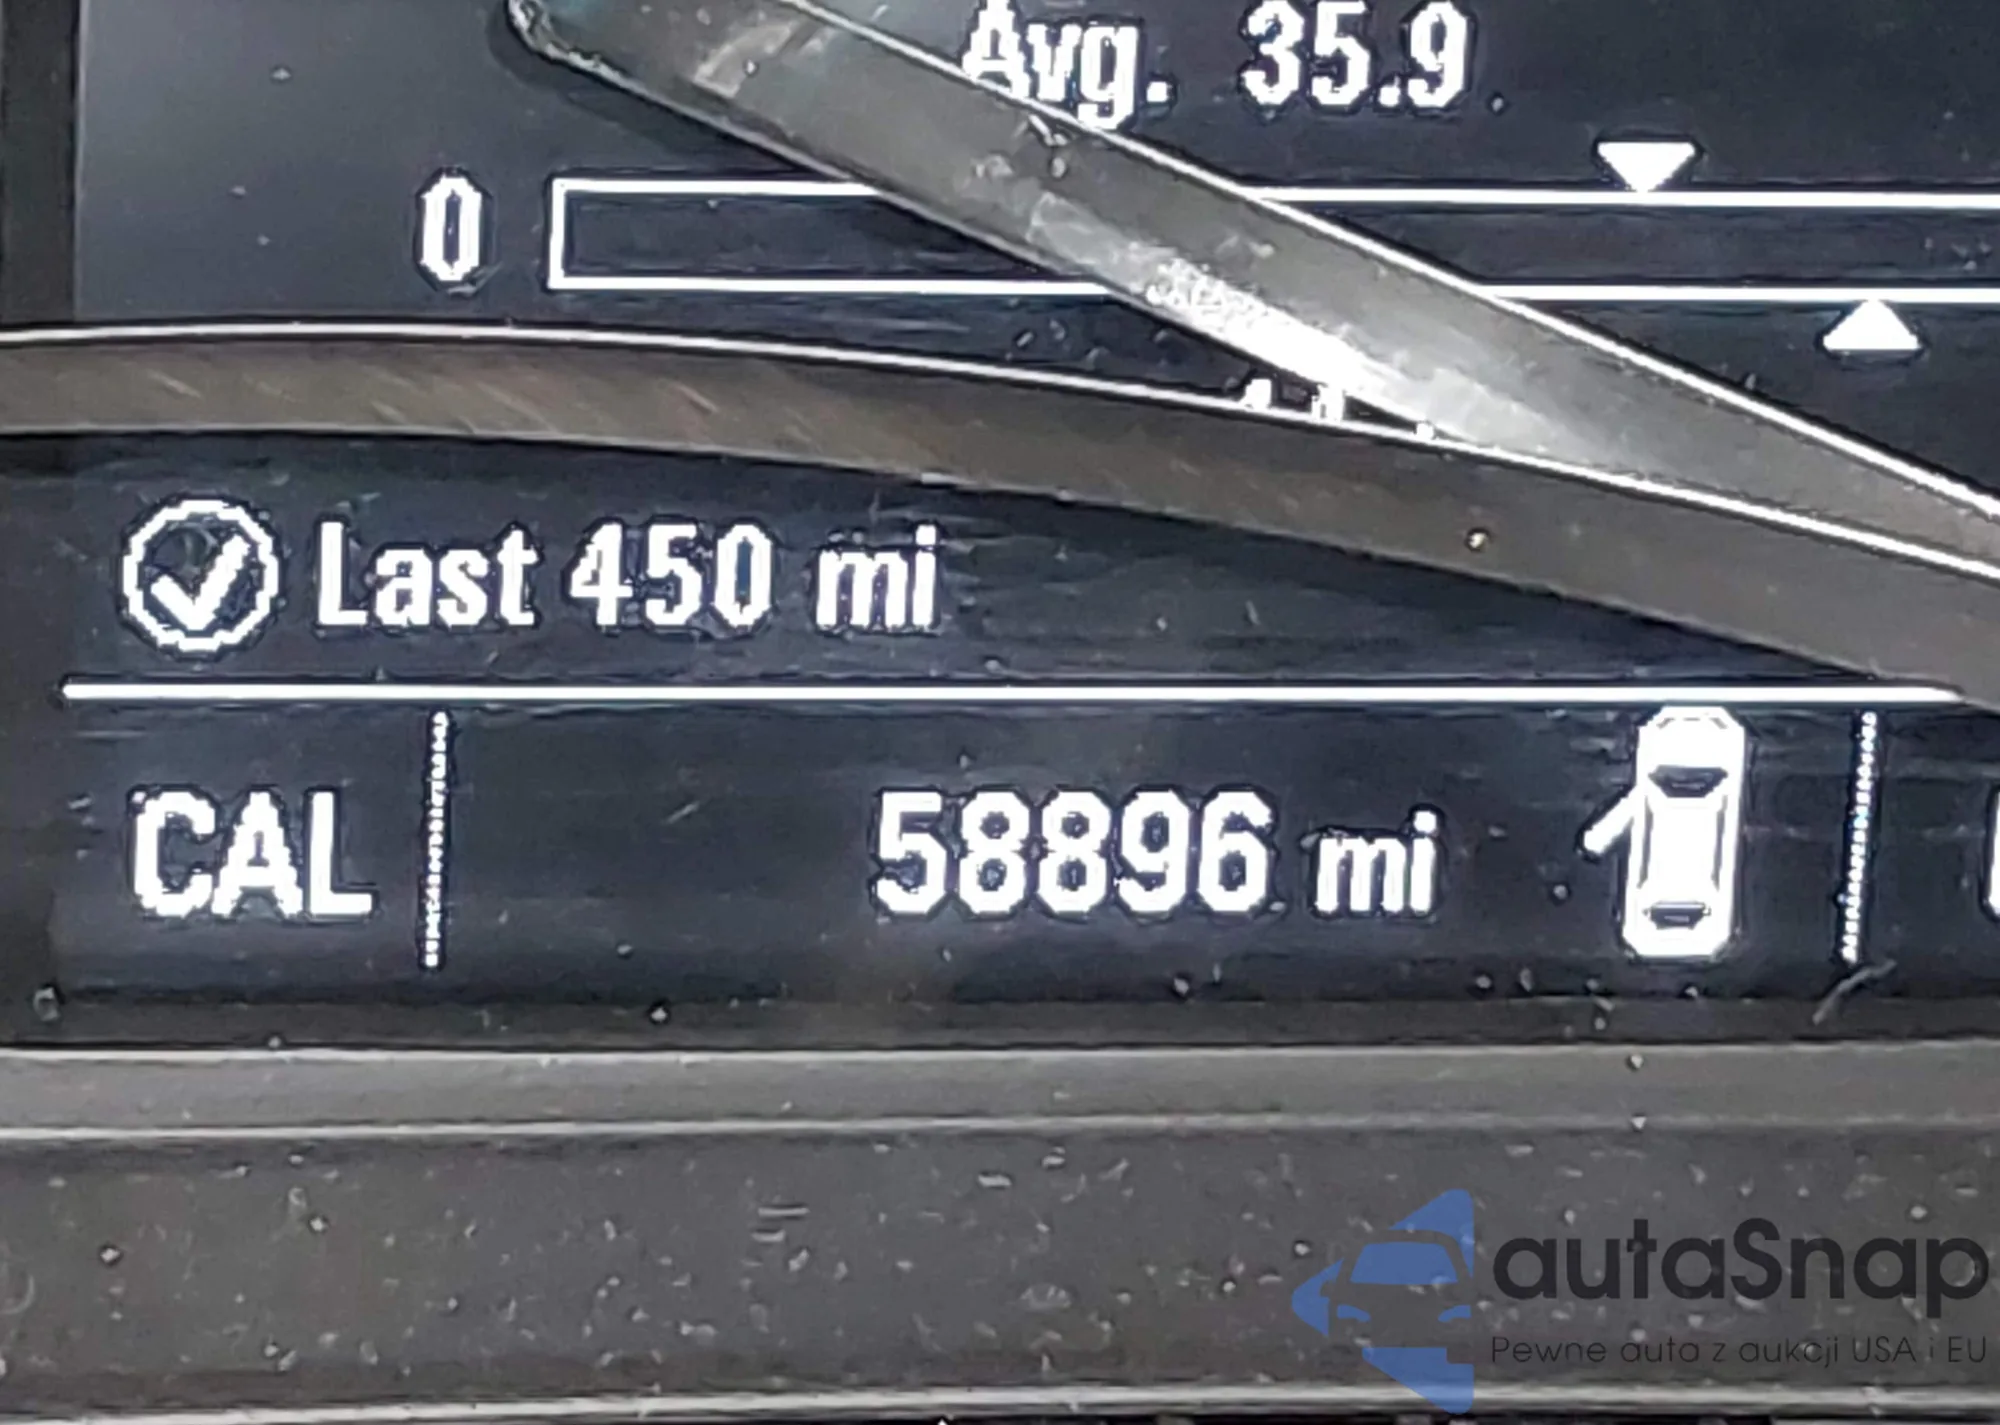 Avg. 35.9
0
Last 450 mi
CAL
58896 mi
autaSnap
Pewne auta z aukcji USA i EU